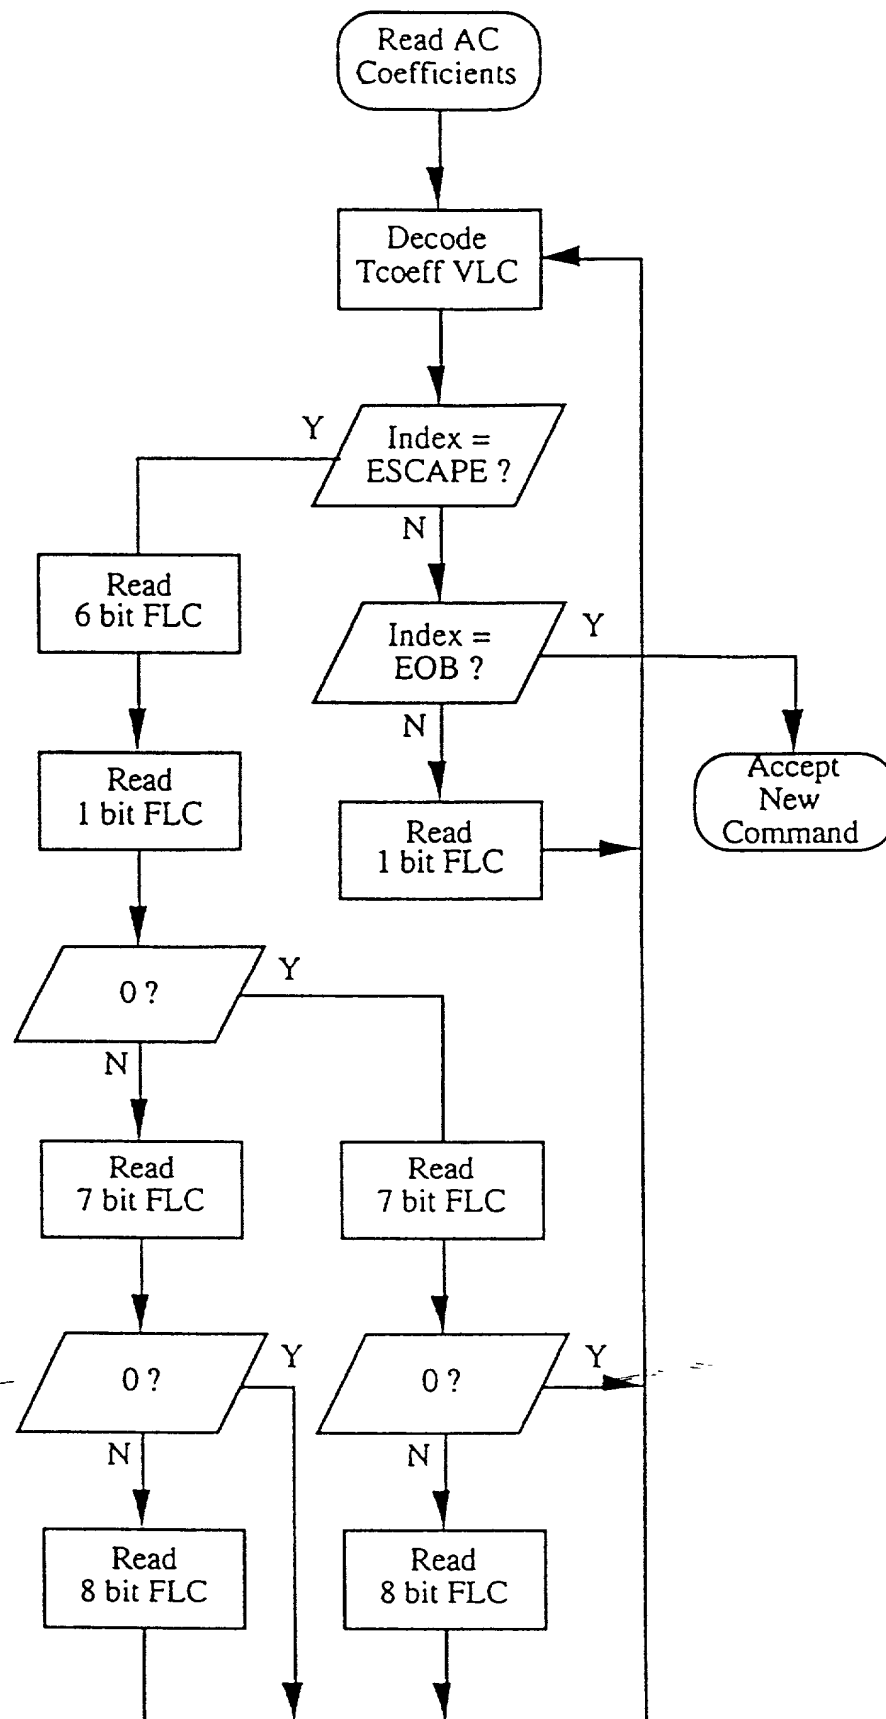 Read AC
Coefficients
Decode
Tcoeff VLC
Index =
ESCAPE ?
Y
N
Read
6 bit FLC
Index =
EOB ?
Y
N
Read
1 bit FLC
Read
1 bit FLC
Accept
New
Command
0 ?
Y
N
Read
7 bit FLC
Read
7 bit FLC
0 ?
Y
N
0 ?
Y
N
Read
8 bit FLC
Read
8 bit FLC